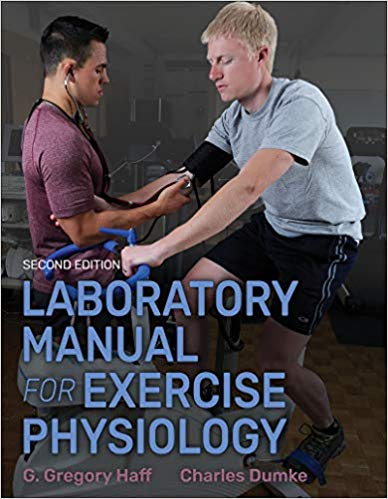 SECOND EDITION
LABORATORY
MANUAL
FOR EXERCISE
PHYSIOLOGY
G. Gregory Haff Charles Dumke